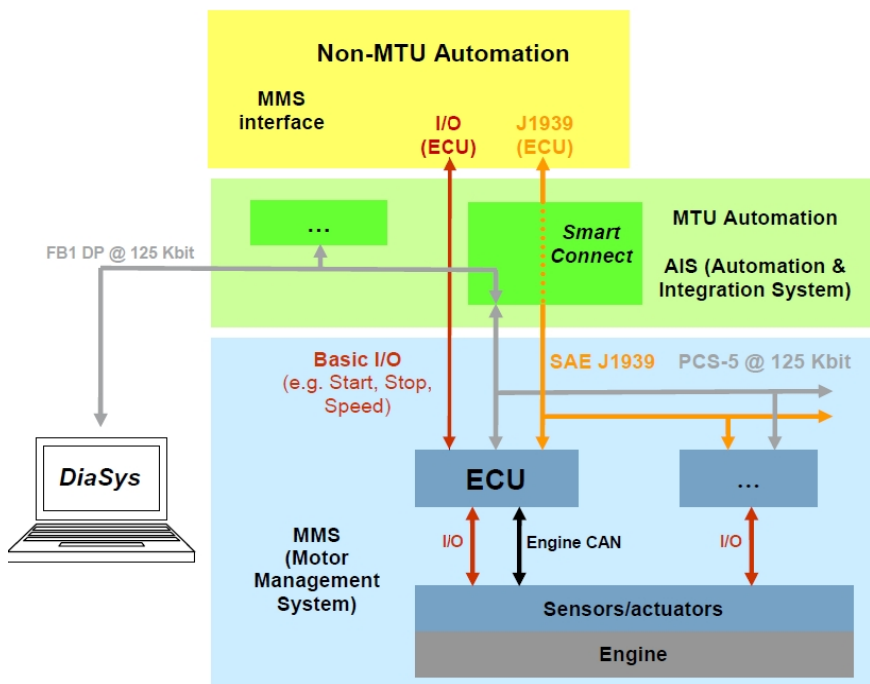 Non-MTU Automation
MMS
interface
I/O
(ECU)
J1939
(ECU)
...
Smart
Connect
MTU Automation
AIS (Automation &
Integration System)
FB1 DP @ 125 Kbit
Basic I/O
(e.g. Start, Stop,
Speed)
SAE J1939
PCS-5 @ 125 Kbit
DiaSys
ECU
...
MMS
(Motor
Management
System)
I/O
Engine CAN
I/O
Sensors/actuators
Engine